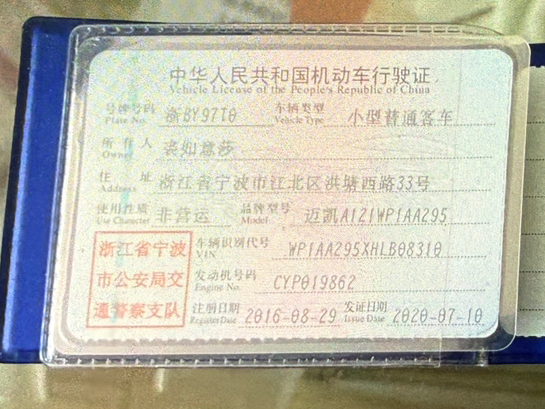 中华人民共和国机动车行驶证
Vehicle License of the People's Republic of China
号牌号码 Plate No. 浙BY97T0 车辆类型 Vehicle Type 小型普通客车
所有人 Owner 裘如意莎
住址 Address 浙江省宁波市江北区洪塘西路33号
使用性质 Use Character 非营运 品牌型号 Model 迈凯A121WP1AA295
车辆识别代号 VIN WP1AA295XHLB08310
发动机号码 Engine No. CYP019862
注册日期 Register Date 2016-08-29 发证日期 Issue Date 2020-07-10
浙江省宁波
市公安局交
通警察支队